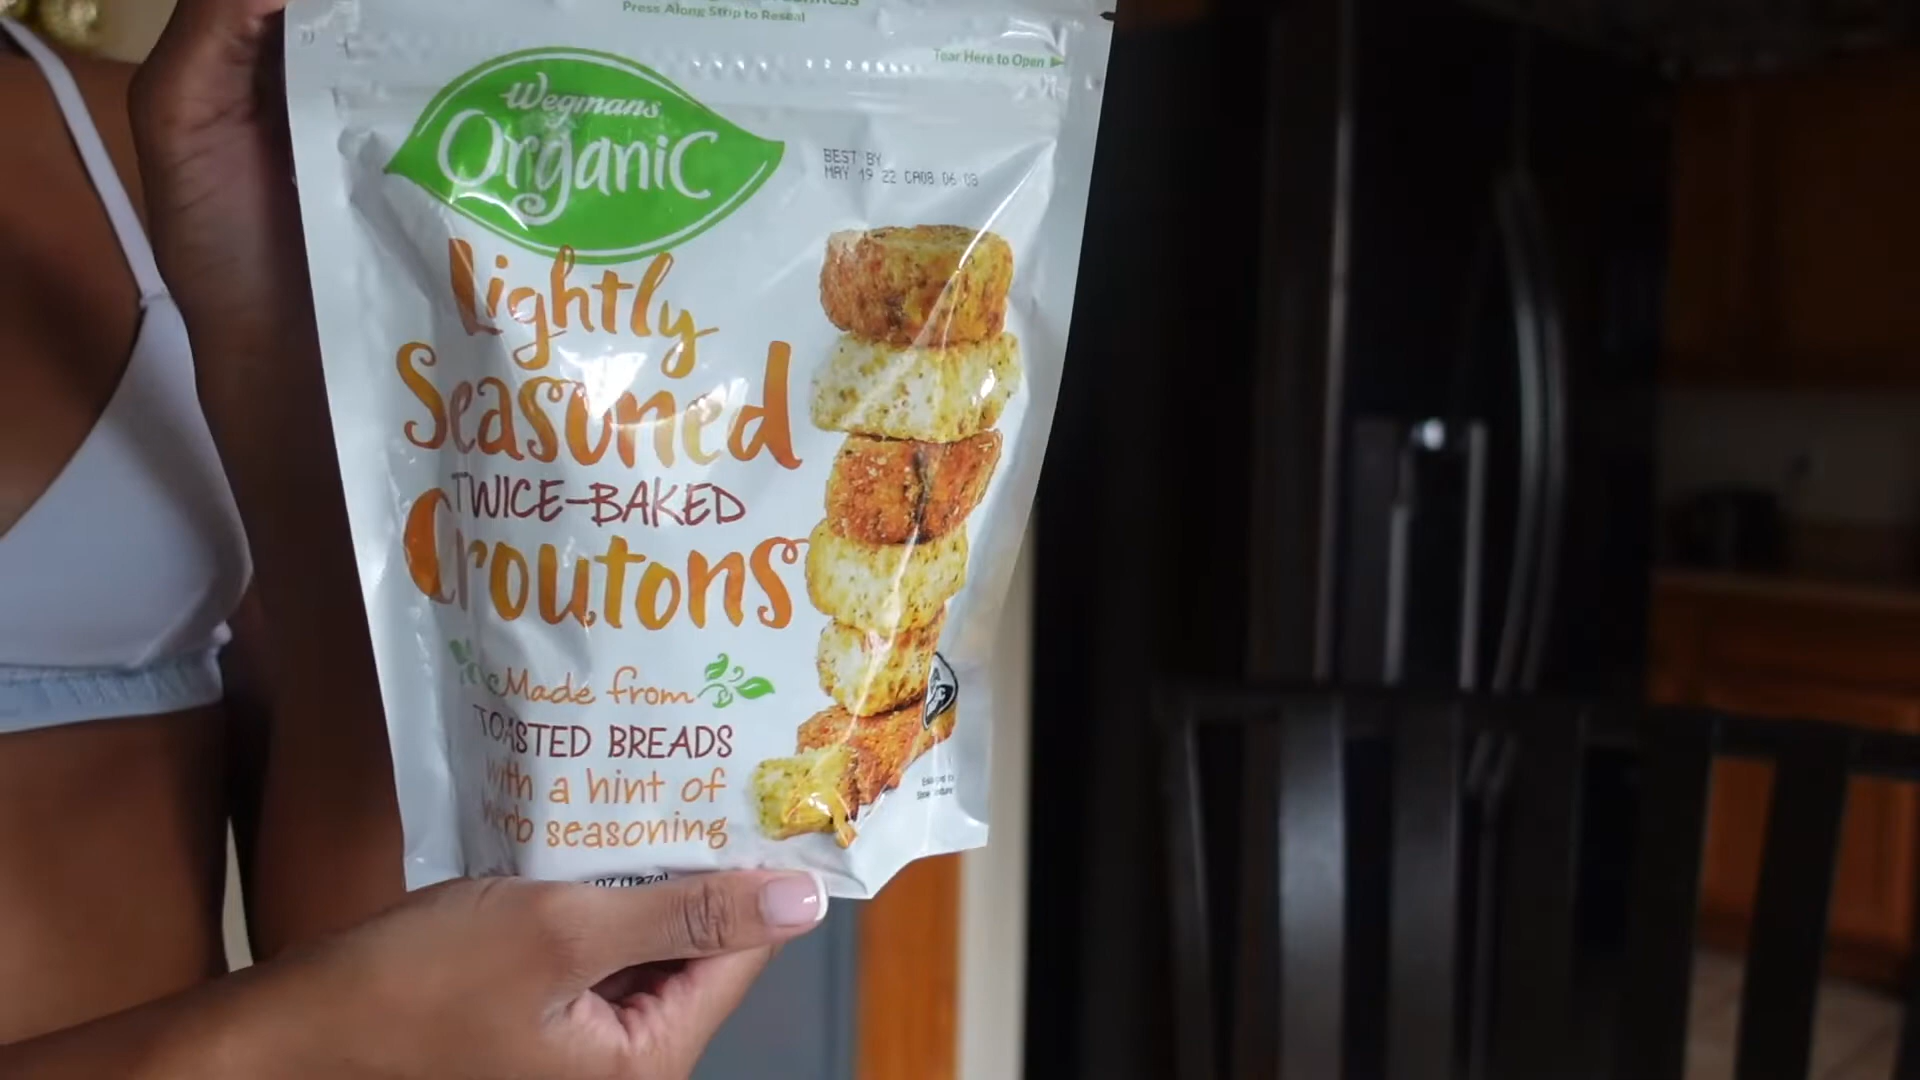 Press Along Strip to Reseal
Tear Here to Open
Wegmans
Organic
BEST BY
MAY 19 22 CA08 06 08
Lightly
Seasoned
TWICE-BAKED
Croutons
Made from
TOASTED BREADS
with a hint of
herb seasoning